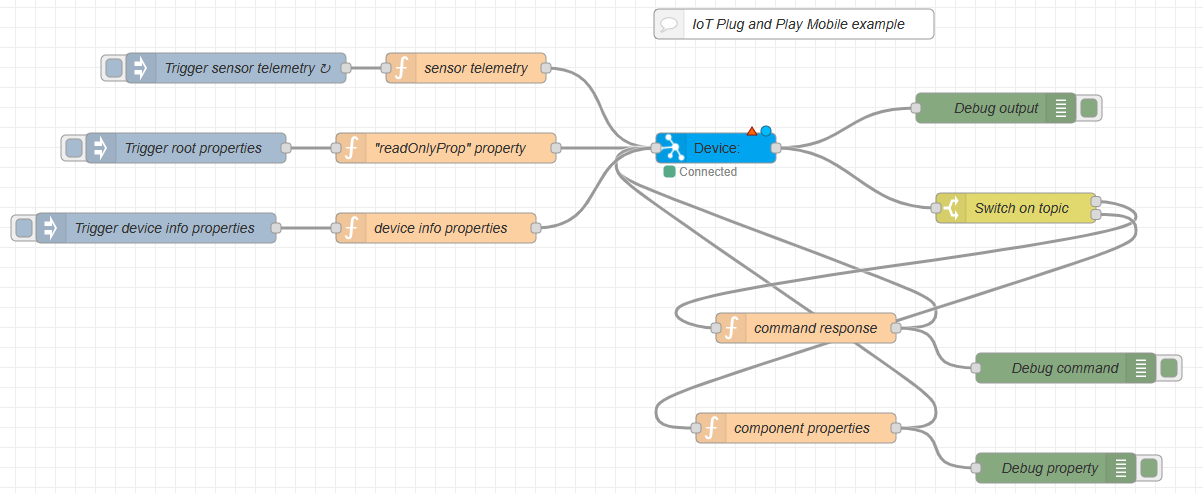 IoT Plug and Play Mobile example
Trigger sensor telemetry ↻
sensor telemetry
Debug output
Trigger root properties
"readOnlyProp" property
Device:
Connected
Switch on topic
Trigger device info properties
device info properties
command response
Debug command
component properties
Debug property